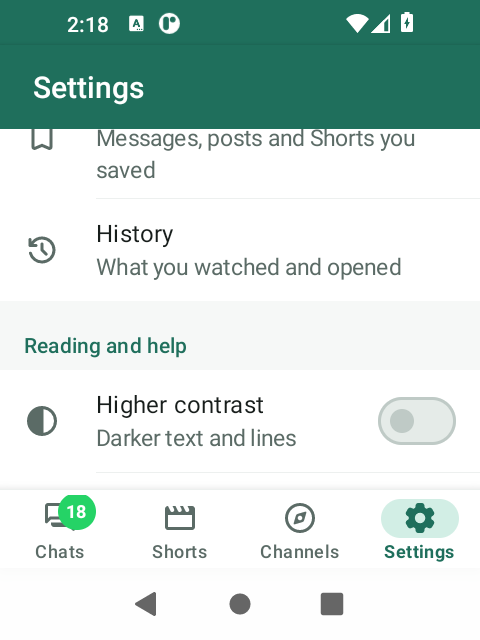 2:18
Settings
Messages, posts and Shorts you
saved
History
What you watched and opened
Reading and help
Higher contrast
Darker text and lines
18
Chats
Shorts
Channels
Settings